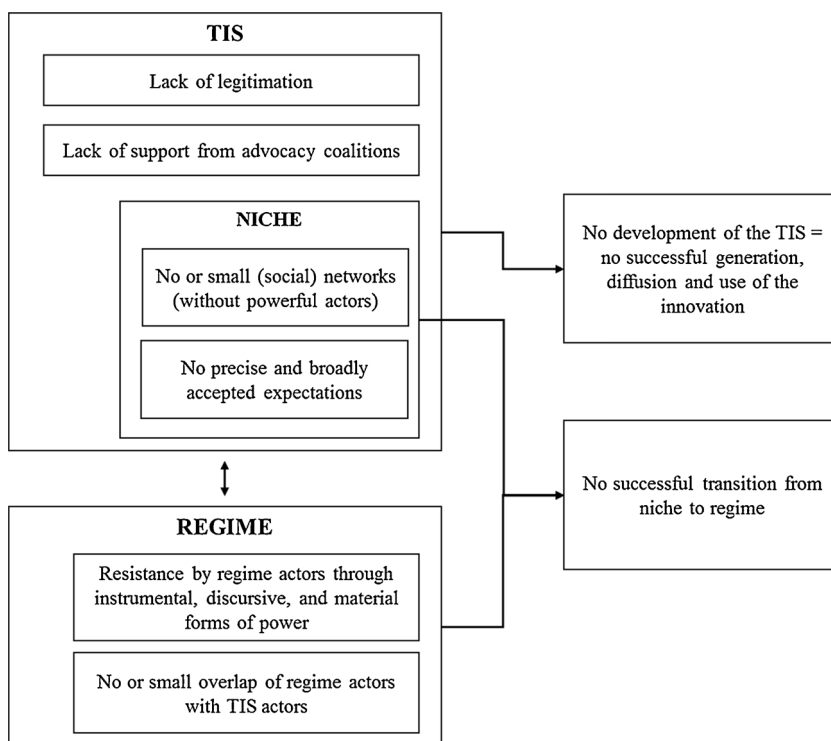 TIS
Lack of legitimation
Lack of support from advocacy coalitions
NICHE
No or small (social) networks
(without powerful actors)
No precise and broadly
accepted expectations
No development of the TIS =
no successful generation,
diffusion and use of the
innovation
No successful transition from
niche to regime
REGIME
Resistance by regime actors through
instrumental, discursive, and material
forms of power
No or small overlap of regime actors
with TIS actors